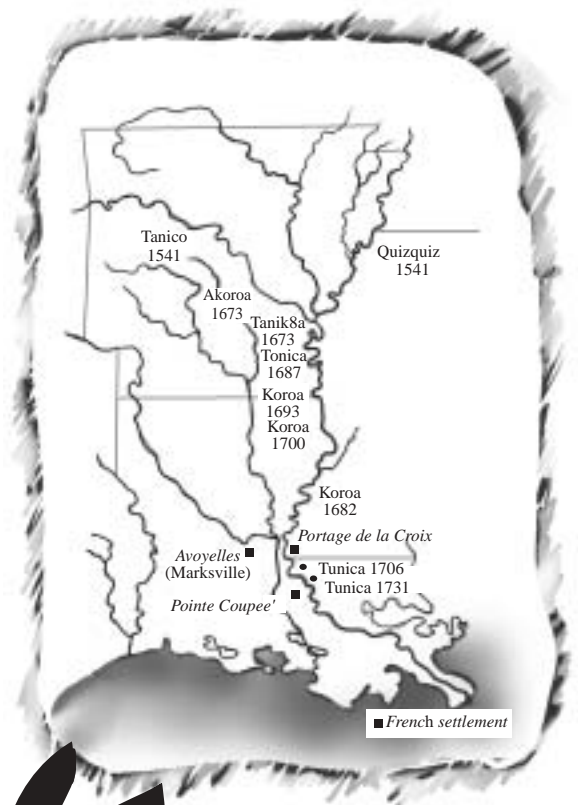 Tanico
1541
Quizquiz
1541
Akoroa
1673
Tanik8a
1673
Tonica
1687
Koroa
1693
Koroa
1700
Koroa
1682
Portage de la Croix
Avoyelles
(Marksville)
Tunica 1706
Tunica 1731
Pointe Coupee'
French settlement